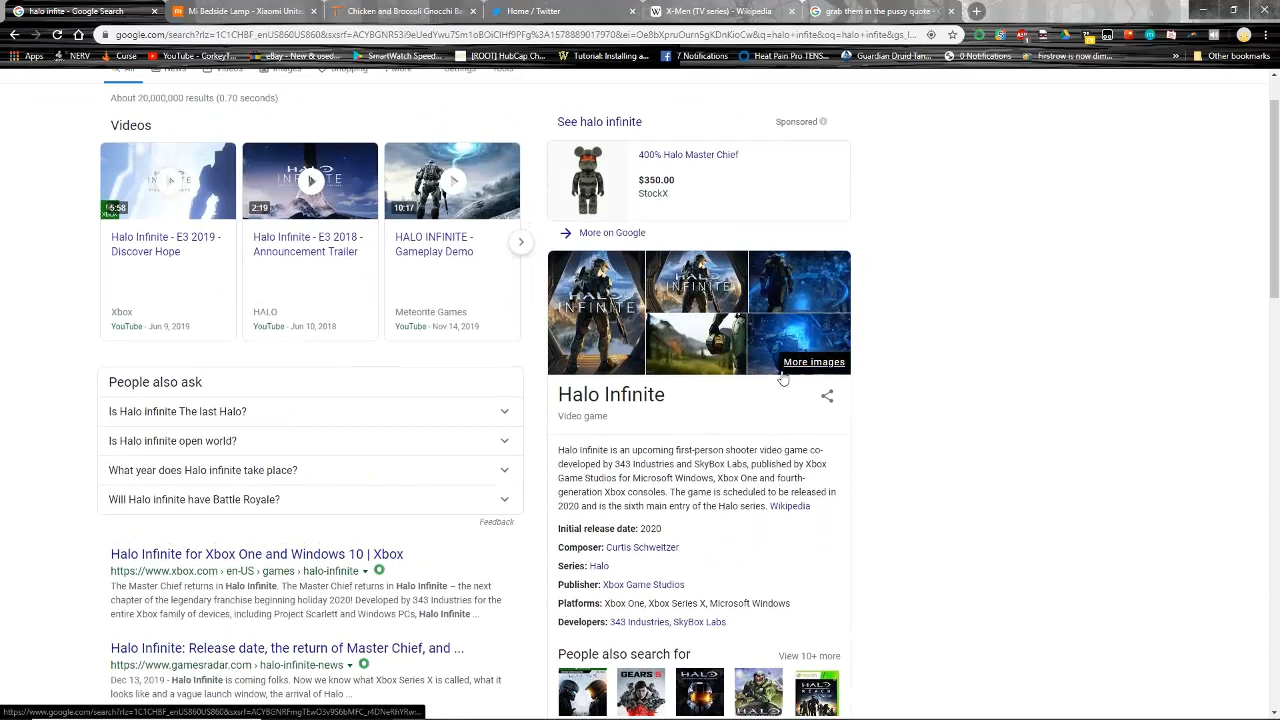 halo infite - Google Search
Mi Bedside Lamp - Xiaomi Unite
Chicken and Broccoli Gnocchi Ba
Home / Twitter
X-Men (TV series) - Wikipedia
grab them in the pussy quote -
Apps
NERV
Curse
YouTube - CorkeyT
eBay - New & used
SmartWatch Speed
[ROOT] HubCap Ch
Tutorial: Installing a
7 Notifications
Heat Pain Pro TENS
Guardian Druid Tan
0 Notifications
Firstrow is now dim
Other bookmarks
All
News
Videos
Images
Shopping
More
Settings
Tools
About 20,000,000 results (0.70 seconds)
Videos
5:58
2:19
10:17
Halo Infinite - E3 2019 -
Discover Hope
Xbox
YouTube - Jun 9, 2019
Halo Infinite - E3 2018 -
Announcement Trailer
HALO
YouTube - Jun 10, 2018
HALO INFINITE -
Gameplay Demo
Meteorite Games
YouTube - Nov 14, 2019
People also ask
Is Halo infinite The last Halo?
Is Halo infinite open world?
What year does Halo infinite take place?
Will Halo infinite have Battle Royale?
Feedback
Halo Infinite for Xbox One and Windows 10 | Xbox
https://www.xbox.com › en-US › games › halo-infinite
The Master Chief returns in Halo Infinite. The Master Chief returns in Halo Infinite – the next
chapter of the legendary franchise beginning holiday 2020! Developed by 343 Industries for the
entire Xbox family of devices, including Project Scarlett and Windows PCs, Halo Infinite ...
Halo Infinite: Release date, the return of Master Chief, and ...
https://www.gamesradar.com › halo-infinite-news
Dec 13, 2019 - Halo Infinite is coming folks. Now we know what Xbox Series X is called, what it
looks like and a vague launch window, the arrival of Halo ...
See halo infinite
Sponsored
400% Halo Master Chief
$350.00
StockX
More on Google
HALO
INFINITE
More images
Halo Infinite
Video game
Halo Infinite is an upcoming first-person shooter video game co-
developed by 343 Industries and SkyBox Labs, published by Xbox
Game Studios for Microsoft Windows, Xbox One and fourth-
generation Xbox consoles. The game is scheduled to be released in
2020 and is the sixth main entry of the Halo series. Wikipedia
Initial release date: 2020
Composer: Curtis Schweitzer
Series: Halo
Publisher: Xbox Game Studios
Platforms: Xbox One, Xbox Series X, Microsoft Windows
Developers: 343 Industries, SkyBox Labs
People also search for
View 10+ more